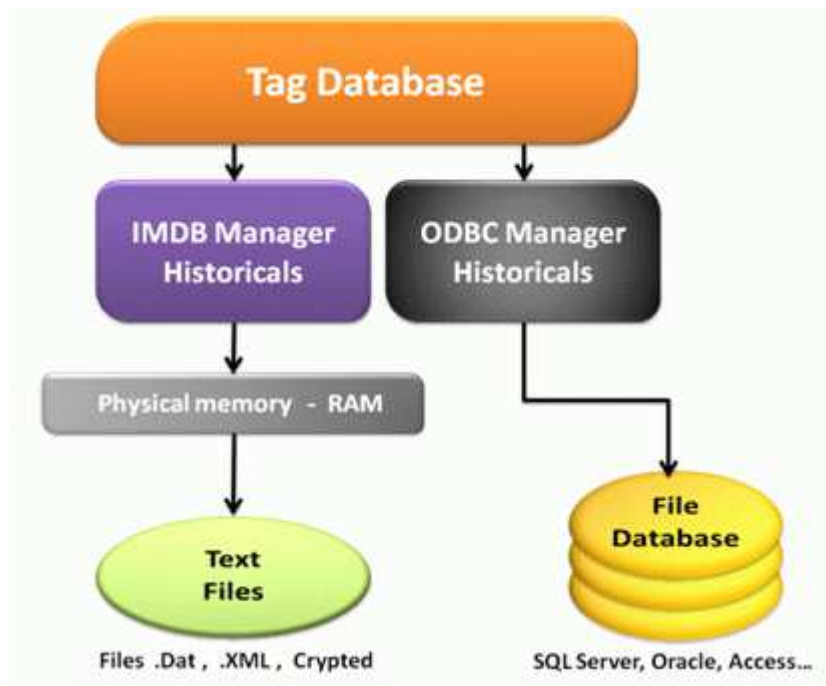 Tag Database
IMDB Manager
Historicals
ODBC Manager
Historicals
Physical memory - RAM
Text
Files
File
Database
Files .Dat , .XML , Crypted
SQL Server, Oracle, Access...